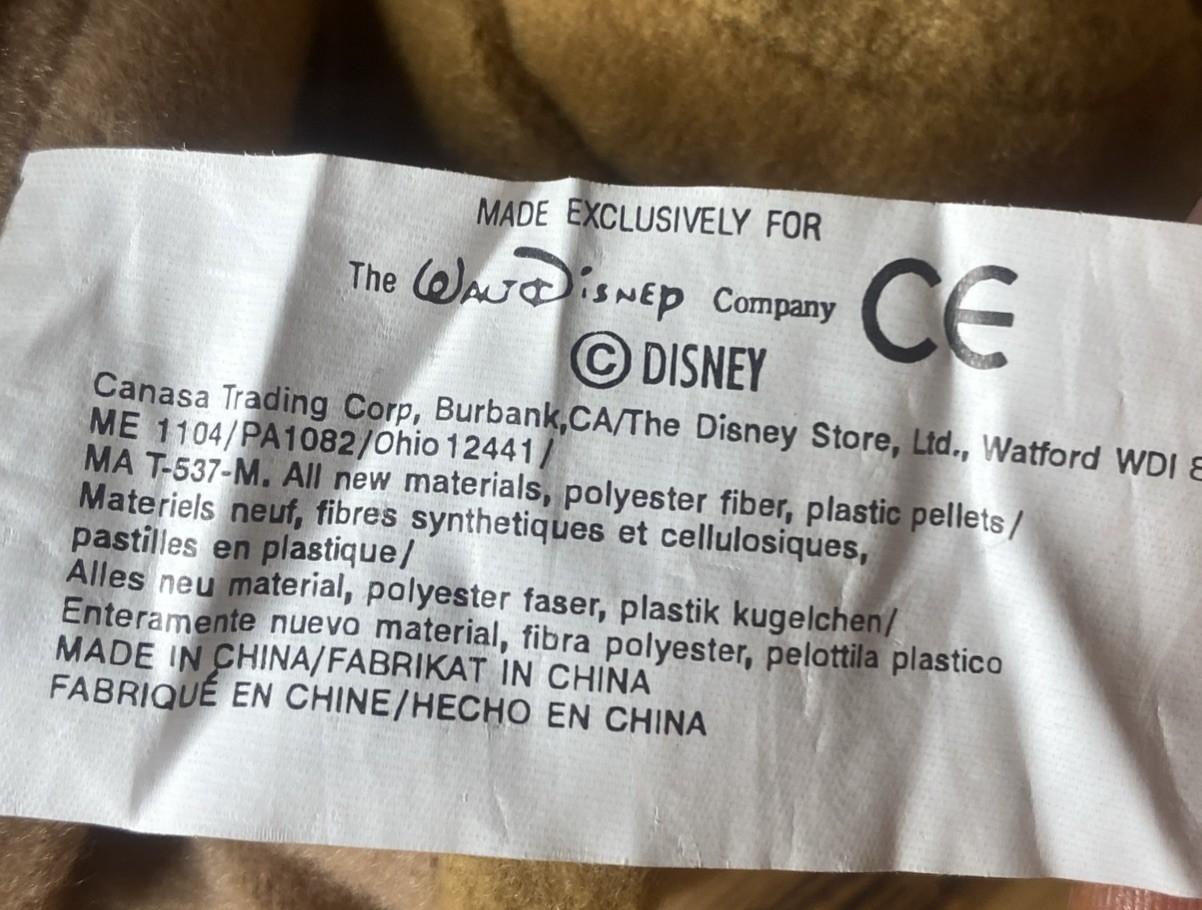 MADE EXCLUSIVELY FOR
The Walt Disney Company CE
© DISNEY
Canasa Trading Corp, Burbank,CA/The Disney Store, Ltd., Watford WDI
ME 1104/PA1082/Ohio 12441/
MA T-537-M. All new materials, polyester fiber, plastic pellets/
Materiels neuf, fibres synthetiques et cellulosiques,
pastilles en plastique/
Alles neu material, polyester faser, plastik kugelchen/
Enteramente nuevo material, fibra polyester, pelottila plastico
MADE IN CHINA/FABRIKAT IN CHINA
FABRIQUÉ EN CHINE/HECHO EN CHINA